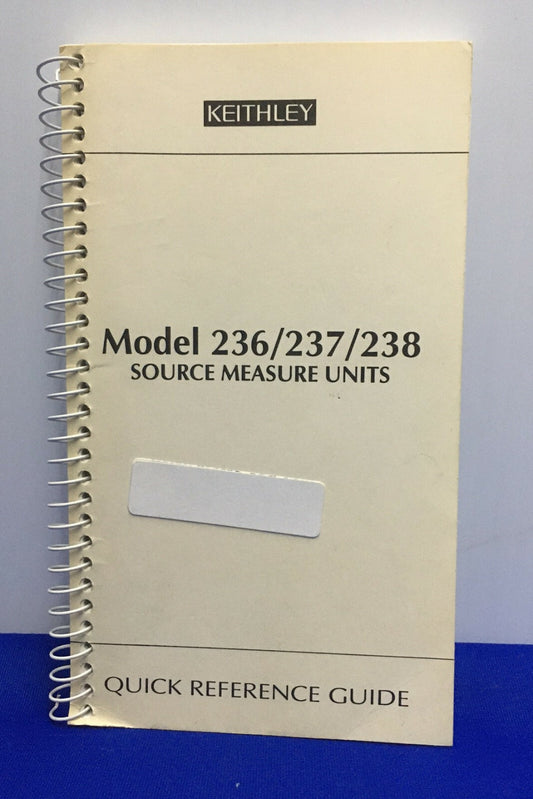 KEITHLEY
Model 236/237/238
SOURCE MEASURE UNITS
QUICK REFERENCE GUIDE